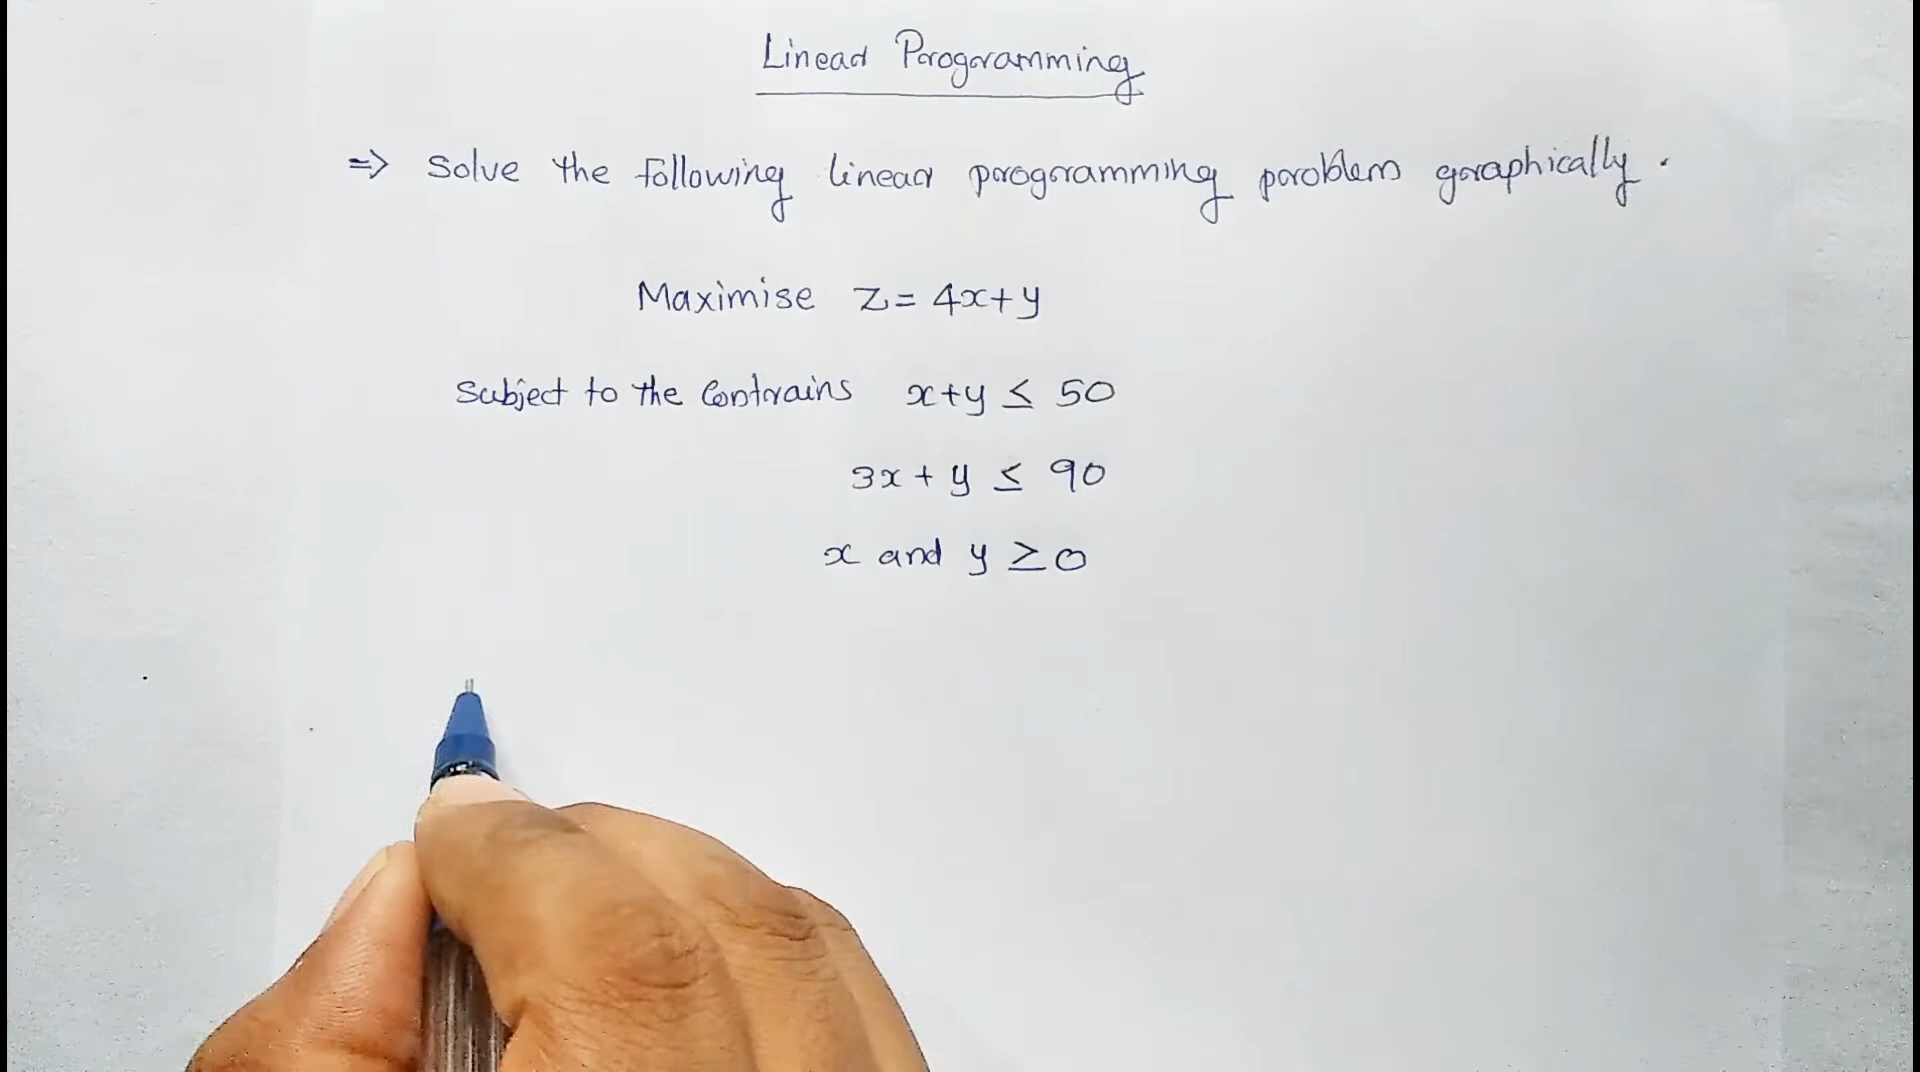 Linear Programming
=> Solve the following linear programming problem graphically.
Maximise Z = 4x+y
Subject to the Contrains x+y ≤ 50
3x + y ≤ 90
x and y ≥ 0